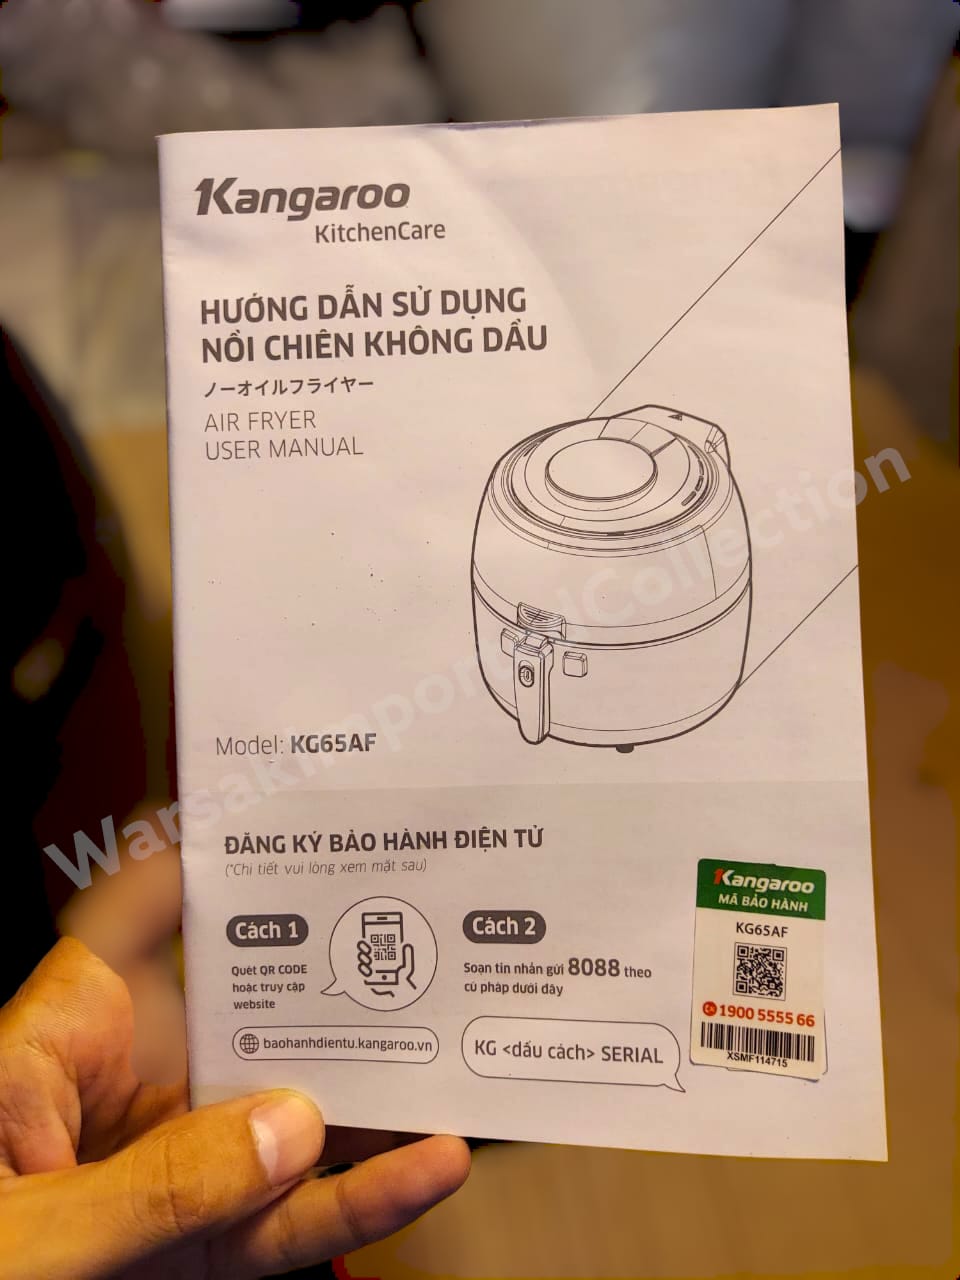 Kangaroo
KitchenCare
HƯỚNG DẪN SỬ DỤNG
NỒI CHIÊN KHÔNG DẦU
ノーオイルフライヤー
AIR FRYER
USER MANUAL
Model: KG65AF
WarsakImportedCollection
ĐĂNG KÝ BẢO HÀNH ĐIỆN TỬ
(*Chi tiết vui lòng xem mặt sau)
Cách 1
Quét QR CODE
hoặc truy cập
website
baohanhdientu.kangaroo.vn
Cách 2
Soạn tin nhắn gửi 8088 theo
cú pháp dưới đây
KG <dấu cách> SERIAL
Kangaroo
MÃ BẢO HÀNH
KG65AF
1900 5555 66
XSMF114715